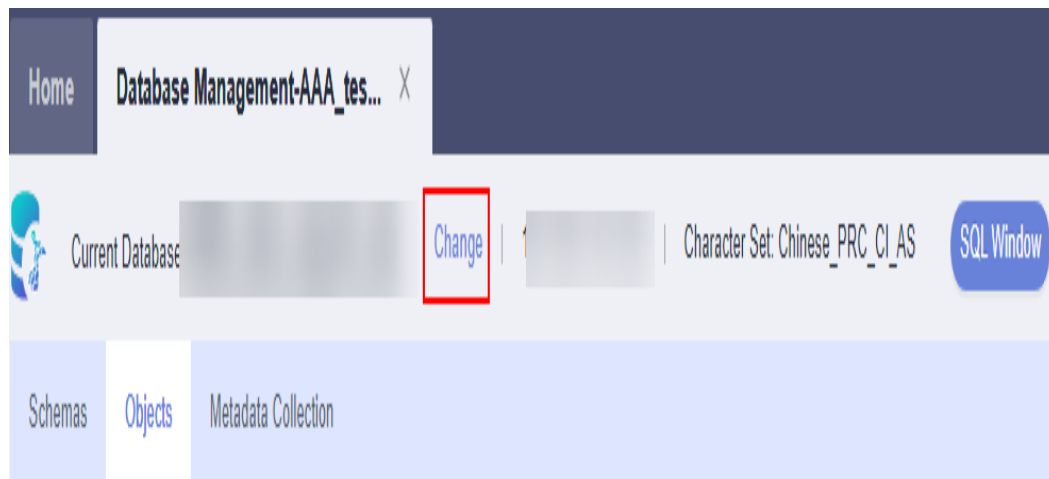 Home Database Management-AAA_tes... X
Current Database Change | | Character Set: Chinese_PRC_CI_AS SQL Window
Schemas Objects Metadata Collection